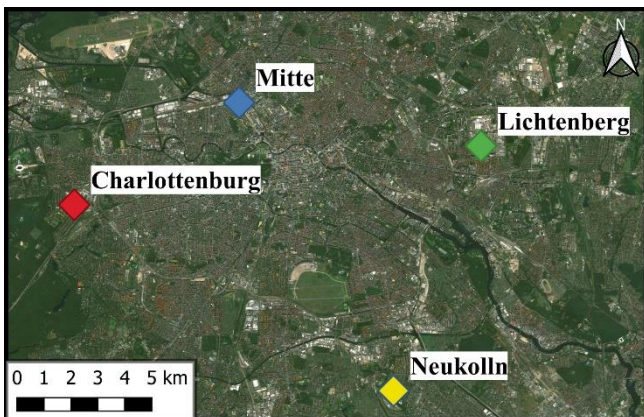 N
Mitte
Lichtenberg
Charlottenburg
Neukolln
0 1 2 3 4 5 km